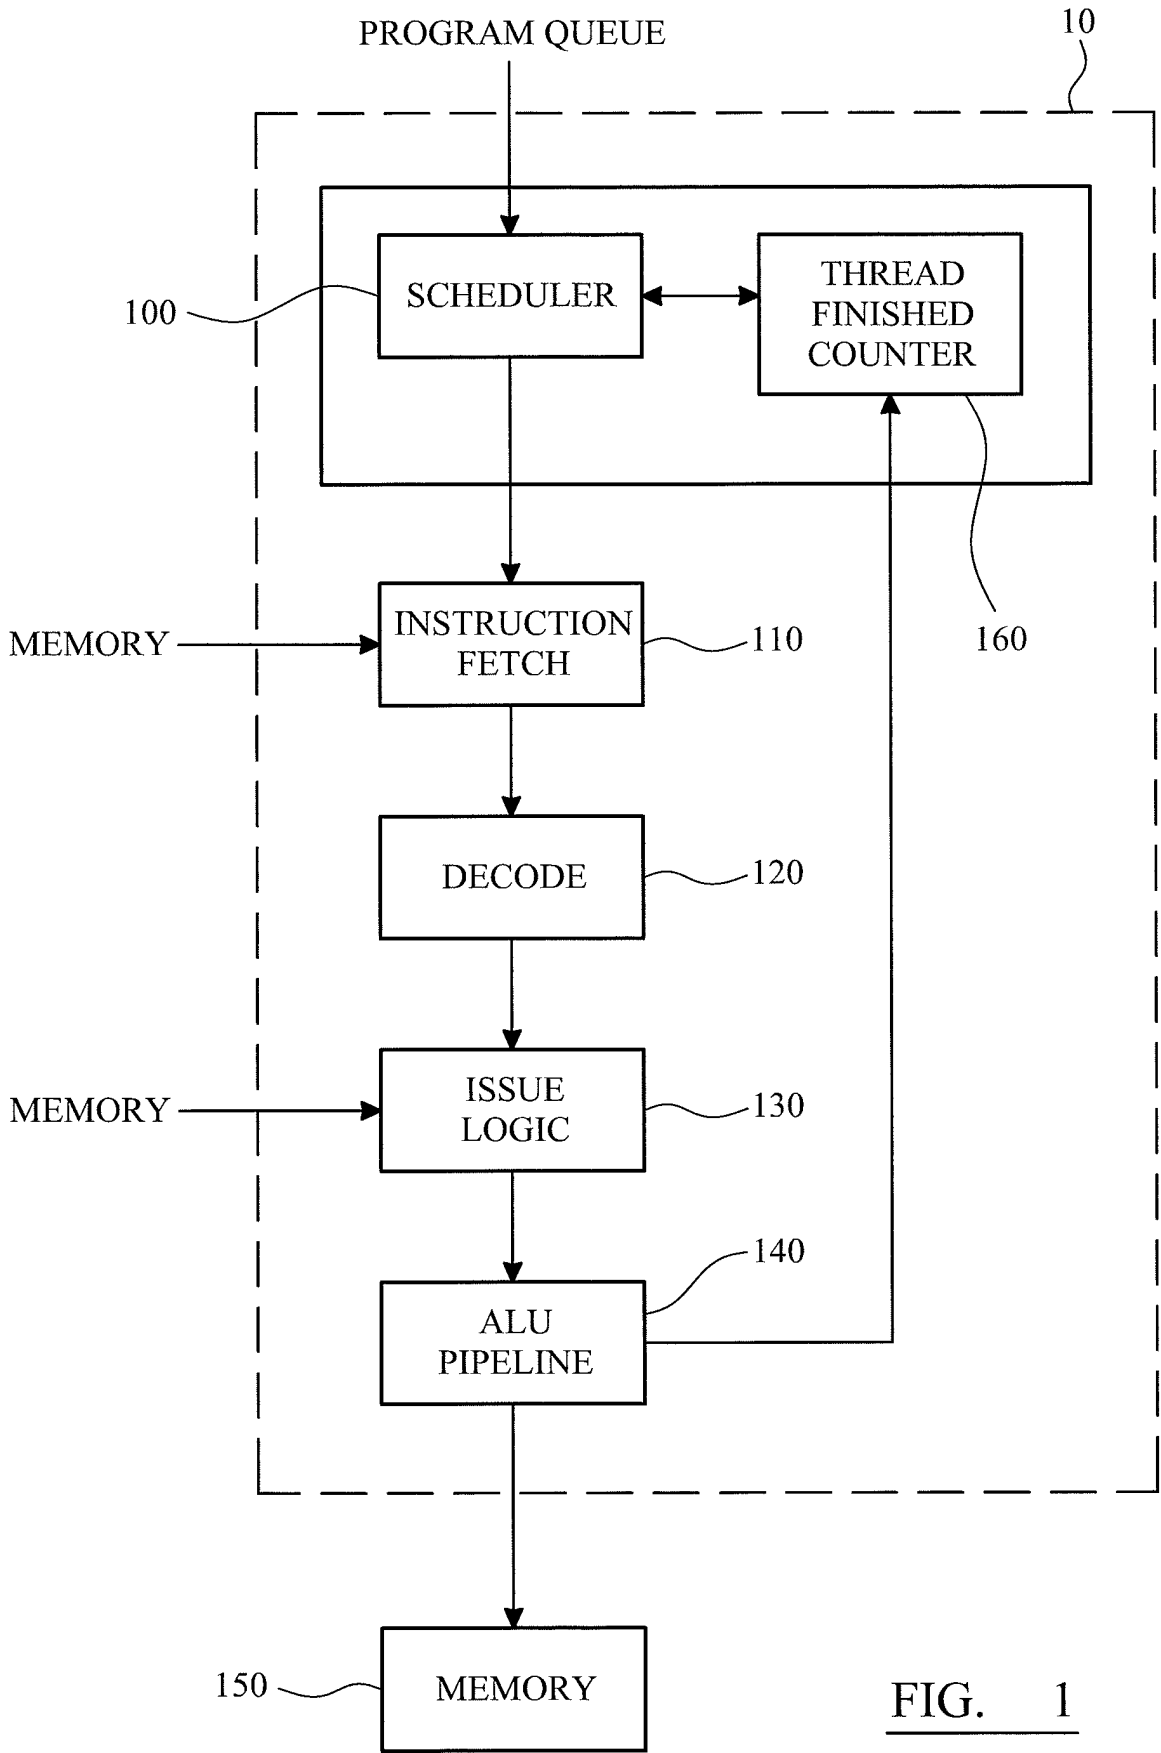 PROGRAM QUEUE
10
SCHEDULER
100
THREAD
FINISHED
COUNTER
160
MEMORY
INSTRUCTION
FETCH
110
DECODE
120
MEMORY
ISSUE
LOGIC
130
ALU
PIPELINE
140
150
MEMORY
FIG. 1